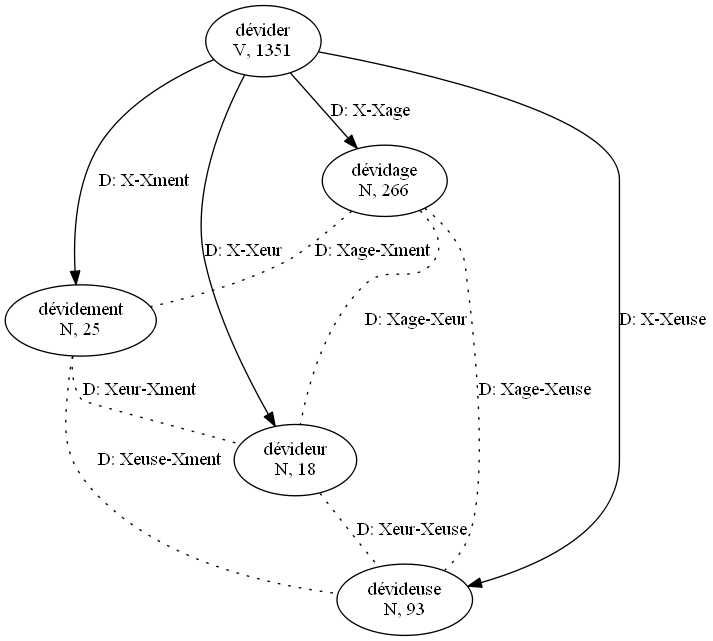 dévider
V, 1351
D: X-Xage
dévidage
N, 266
D: X-Xment
D: X-Xeur
D: Xage-Xment
dévidement
N, 25
D: Xage-Xeur
D: X-Xeuse
D: Xeur-Xment
D: Xage-Xeuse
dévideur
N, 18
D: Xeuse-Xment
D: Xeur-Xeuse
dévideuse
N, 93